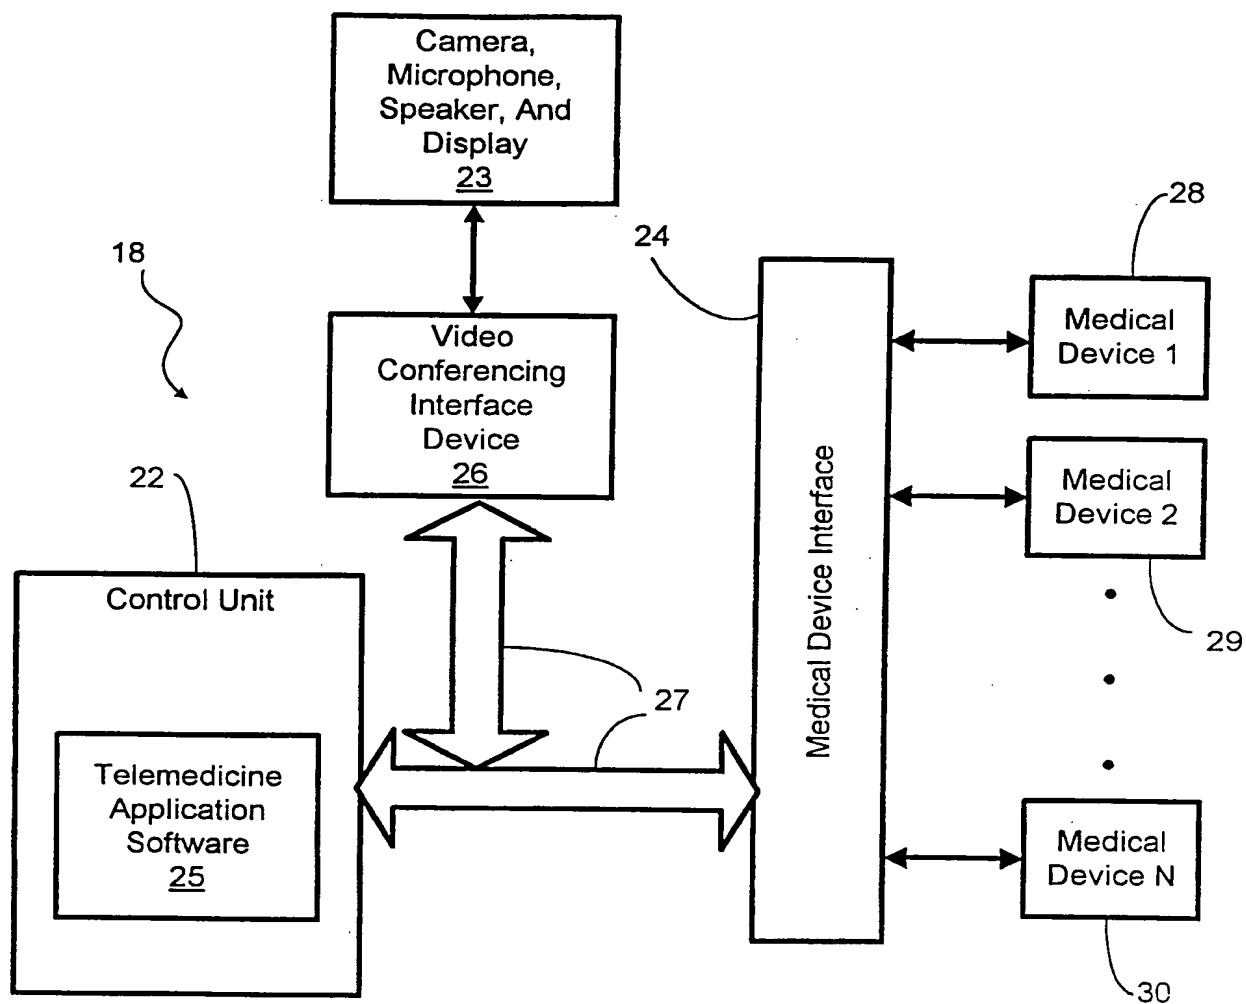 Camera,
Microphone,
Speaker, And
Display
23
28
24
18
Medical
Device 1
Video
Conferencing
Interface
Device
26
22
Medical
Device 2
Medical Device Interface
Control Unit
29
27
Telemedicine
Application
Software
25
Medical
Device N
30